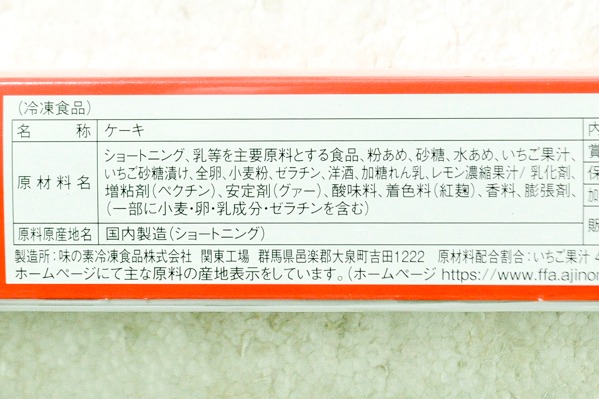 (冷凍食品)
名称 ケーキ 内
原材料名 ショートニング、乳等を主要原料とする食品、粉あめ、砂糖、水あめ、いちご果汁、
いちご砂糖漬け、全卵、小麦粉、ゼラチン、洋酒、加糖れん乳、レモン濃縮果汁/乳化剤、
増粘剤(ペクチン)、安定剤(グァー)、酸味料、着色料(紅麹)、香料、膨張剤、
(一部に小麦・卵・乳成分・ゼラチンを含む)
原料原産地名 国内製造(ショートニング)
賞
保
加
販
製造所:味の素冷凍食品株式会社 関東工場 群馬県邑楽郡大泉町吉田1222 原材料配合割合:いちご果汁 4
ホームページにて主な原料の産地表示をしています。(ホームページ https://www.ffa.ajino